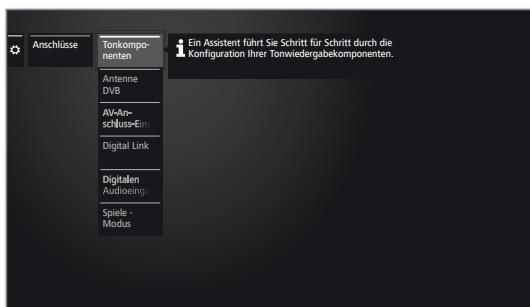 Anschlüsse
Tonkompo-
nenten
Ein Assistent führt Sie Schritt für Schritt durch die
Konfiguration Ihrer Tonwiedergabekomponenten.
Antenne
DVB
AV-An-
schluss-Ein
Digital Link
Digitalen
Audioeing
Spiele -
Modus